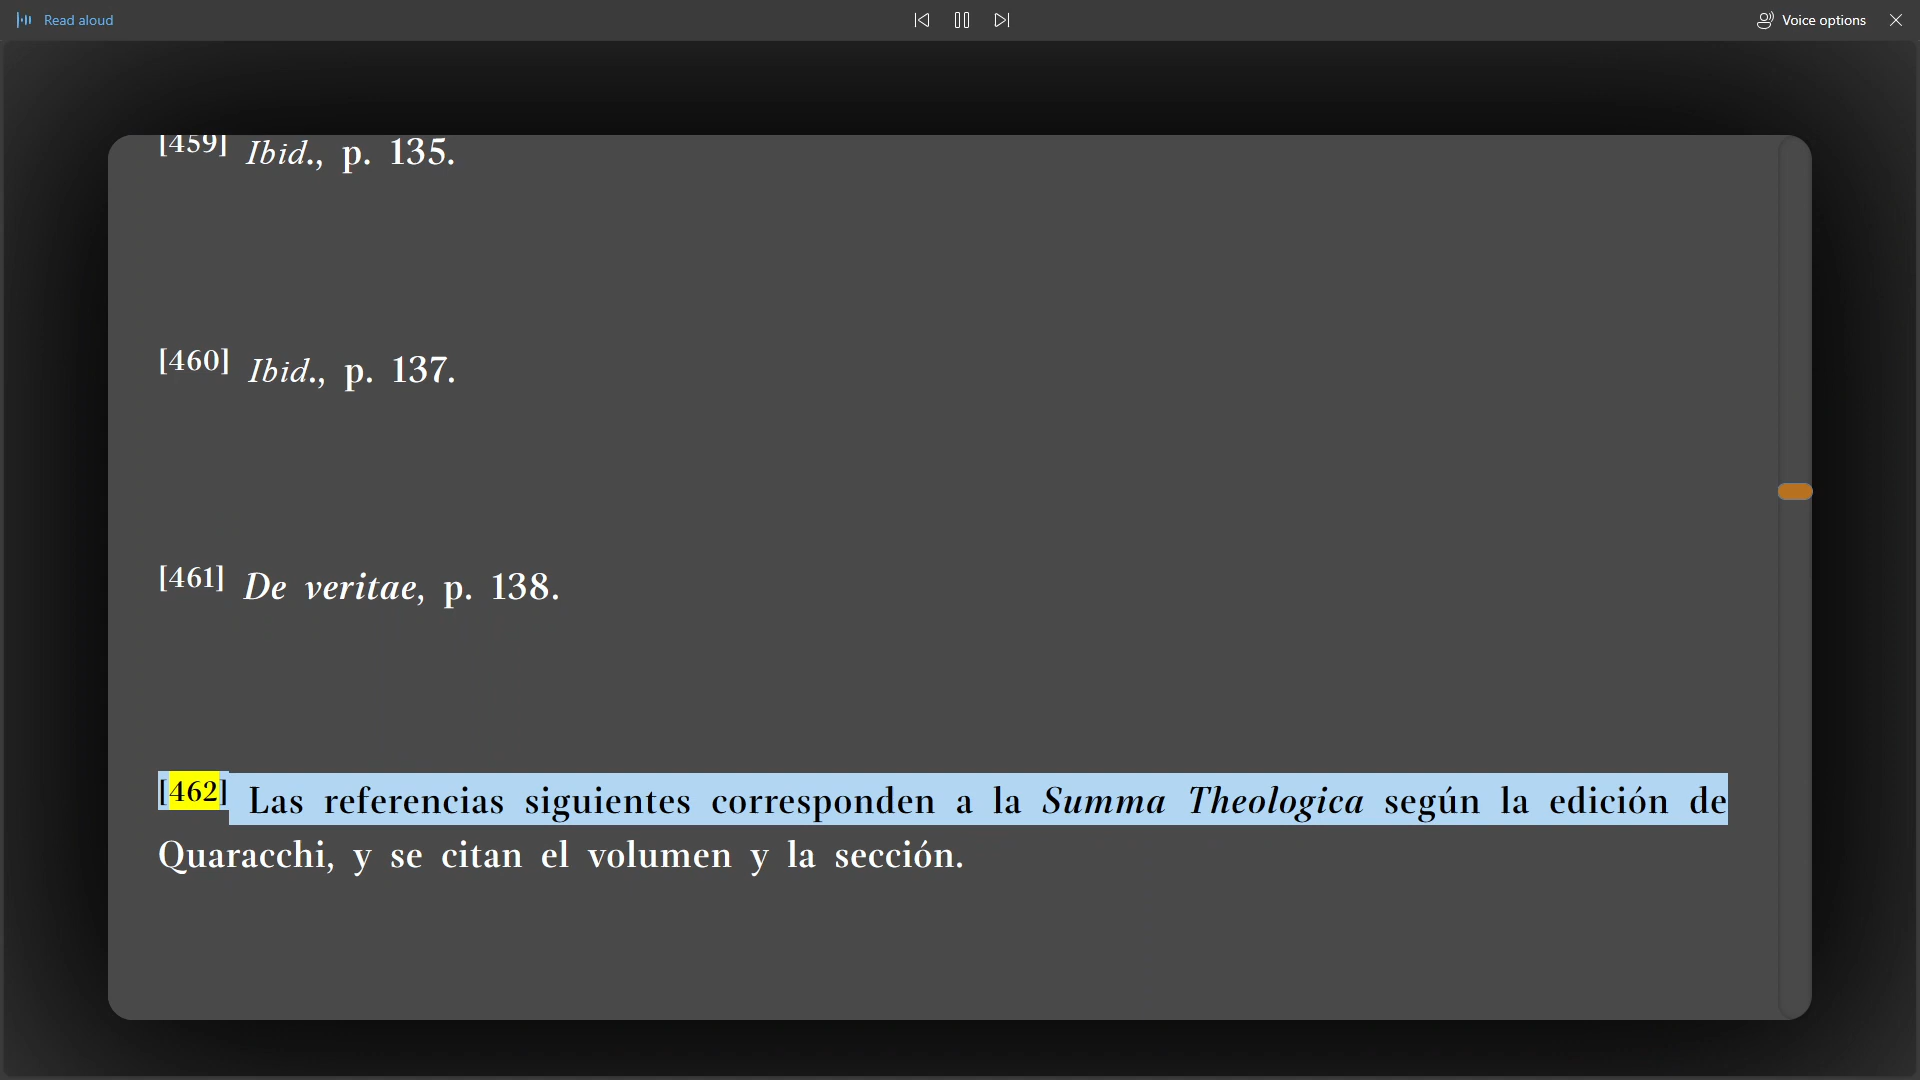 Read aloud
Voice options
[459] Ibid., p. 135.
[460] Ibid., p. 137.
[461] De veritae, p. 138.
[462] Las referencias siguientes corresponden a la Summa Theologica según la edición de
Quaracchi, y se citan el volumen y la sección.